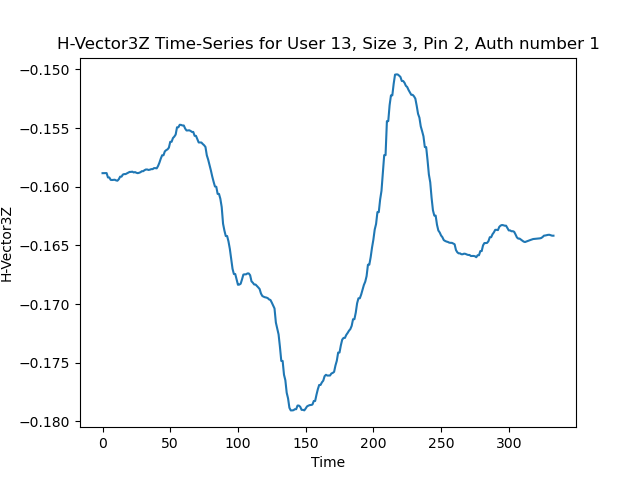 H-Vector3Z Time-Series for User 13, Size 3, Pin 2, Auth number 1
−0.150
−0.155
−0.160
−0.165
−0.170
−0.175
−0.180
H-Vector3Z
0 50 100 150 200 250 300
Time